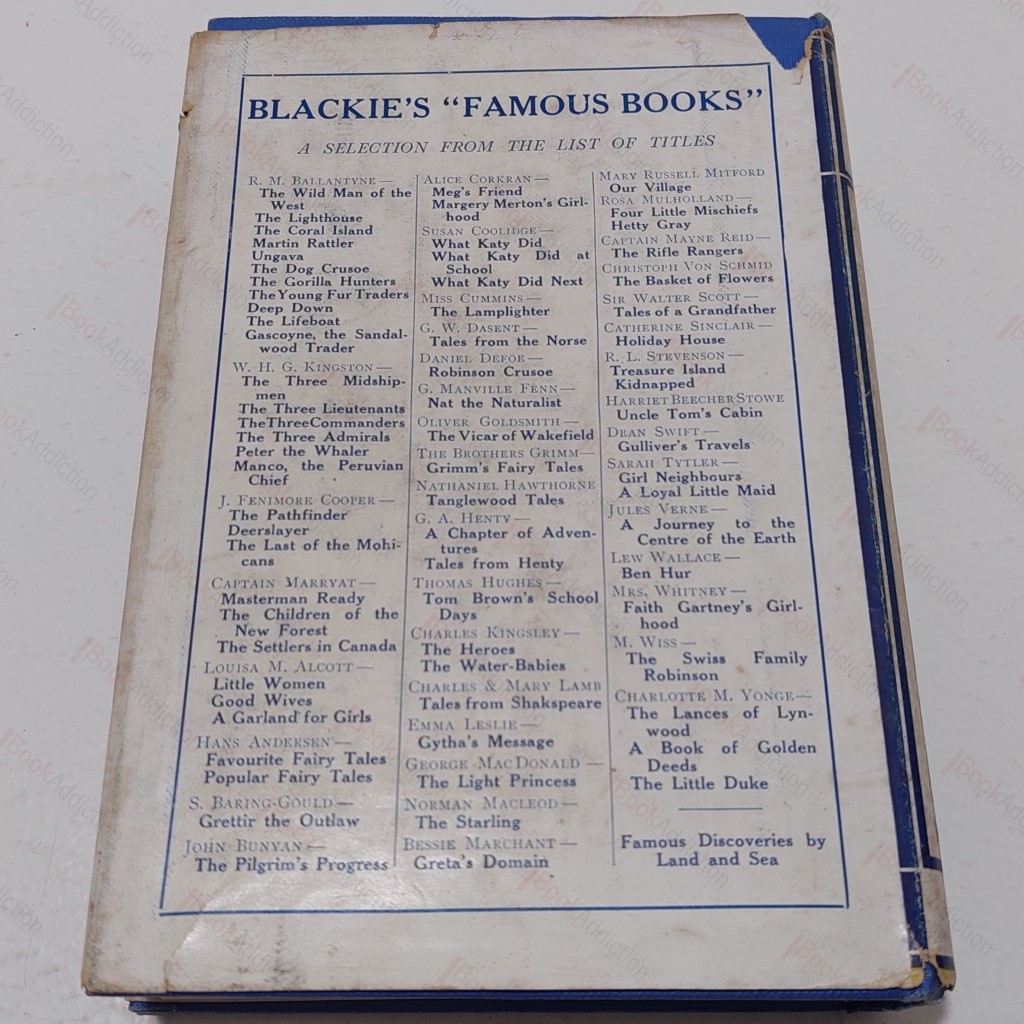 BLACKIE'S "FAMOUS BOOKS"
A SELECTION FROM THE LIST OF TITLES
R. M. BALLANTYNE—
The Wild Man of the
West
The Lighthouse
The Coral Island
Martin Rattler
Ungava
The Dog Crusoe
The Gorilla Hunters
The Young Fur Traders
Deep Down
The Lifeboat
Gascoyne, the Sandal-
wood Trader
W. H. G. KINGSTON—
The Three Midship-
men
The Three Lieutenants
The Three Commanders
The Three Admirals
Peter the Whaler
Manco, the Peruvian
Chief
J. FENIMORE COOPER—
The Pathfinder
Deerslayer
The Last of the Mohi-
cans
CAPTAIN MARRYAT—
Masterman Ready
The Children of the
New Forest
The Settlers in Canada
LOUISA M. ALCOTT—
Little Women
Good Wives
A Garland for Girls
HANS ANDERSEN—
Favourite Fairy Tales
Popular Fairy Tales
S. BARING-GOULD—
Grettir the Outlaw
JOHN BUNYAN—
The Pilgrim's Progress
ALICE CORKRAN—
Meg's Friend
Margery Merton's Girl-
hood
SUSAN COOLIDGE—
What Katy Did
What Katy Did at
School
What Katy Did Next
MISS CUMMINS—
The Lamplighter
G. W. DASENT—
Tales from the Norse
DANIEL DEFOE—
Robinson Crusoe
G. MANVILLE FENN—
Nat the Naturalist
OLIVER GOLDSMITH—
The Vicar of Wakefield
THE BROTHERS GRIMM—
Grimm's Fairy Tales
NATHANIEL HAWTHORNE
Tanglewood Tales
G. A. HENTY—
A Chapter of Adven-
tures
Tales from Henty
THOMAS HUGHES—
Tom Brown's School
Days
CHARLES KINGSLEY—
The Heroes
The Water-Babies
CHARLES & MARY LAMB
Tales from Shakspeare
EMMA LESLIE—
Gytha's Message
GEORGE MACDONALD—
The Light Princess
NORMAN MACLEOD—
The Starling
BESSIE MARCHANT—
Greta's Domain
MARY RUSSELL MITFORD
Our Village
ROSA MULHOLLAND—
Four Little Mischiefs
Hetty Gray
CAPTAIN MAYNE REID—
The Rifle Rangers
CHRISTOPH VON SCHMID
The Basket of Flowers
SIR WALTER SCOTT—
Tales of a Grandfather
CATHERINE SINCLAIR—
Holiday House
R. L. STEVENSON—
Treasure Island
Kidnapped
HARRIET BEECHER STOWE
Uncle Tom's Cabin
DEAN SWIFT—
Gulliver's Travels
SARAH TYTLER—
Girl Neighbours
A Loyal Little Maid
JULES VERNE—
A Journey to the
Centre of the Earth
LEW WALLACE—
Ben Hur
MRS. WHITNEY—
Faith Gartney's Girl-
hood
M. WISS—
The Swiss Family
Robinson
CHARLOTTE M. YONGE—
The Lances of Lyn-
wood
A Book of Golden
Deeds
The Little Duke
Famous Discoveries by
Land and Sea
BookAddiction